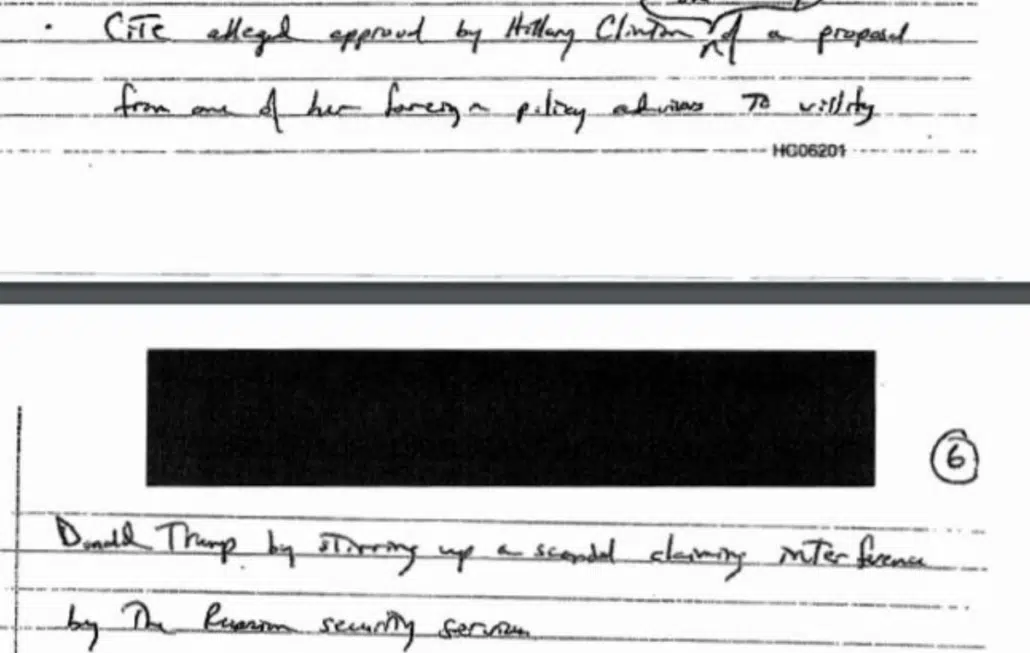 • CITE alleged approval by Hillary Clinton of a proposal
from one of her foreign policy advisors to vilify
HC06201
6
Donald Trump by stirring up a scandal claiming interference
by the Russian security services